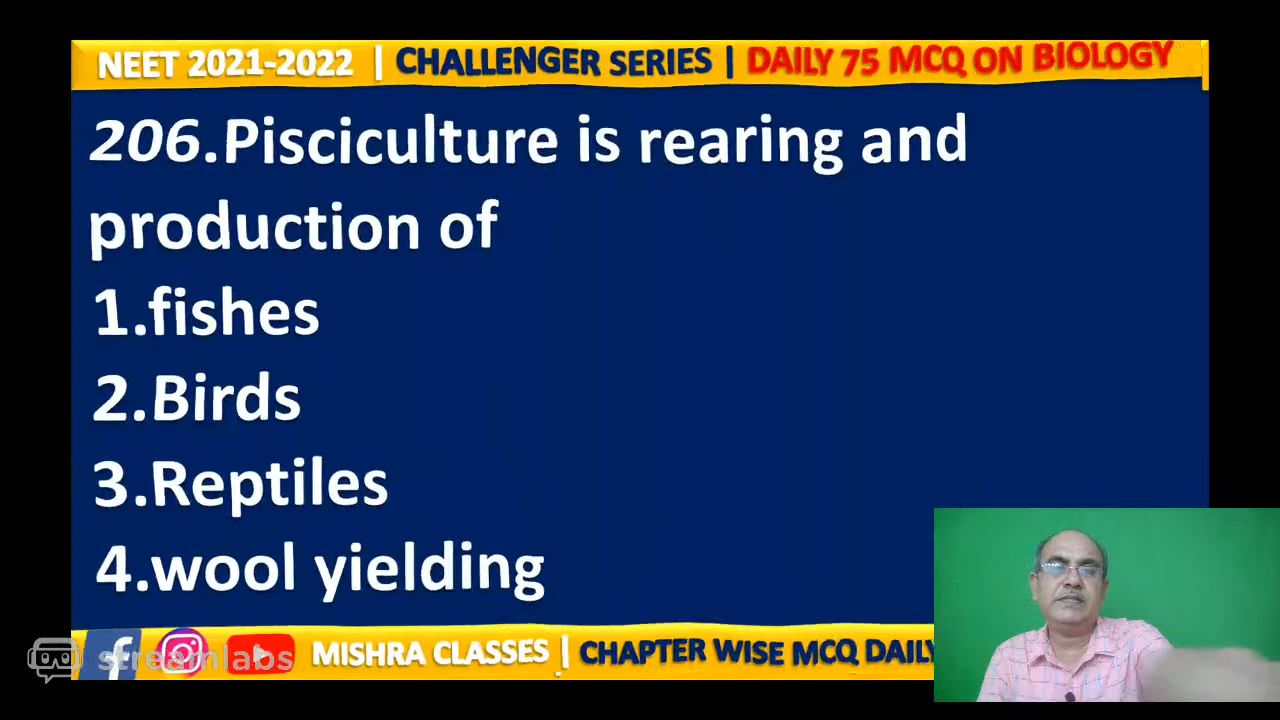 NEET 2021-2022 | CHALLENGER SERIES | DAILY 75 MCQ ON BIOLOGY
206.Pisciculture is rearing and
production of
1.fishes
2.Birds
3.Reptiles
4.wool yielding
f streamlabs MISHRA CLASSES | CHAPTER WISE MCQ DAILY